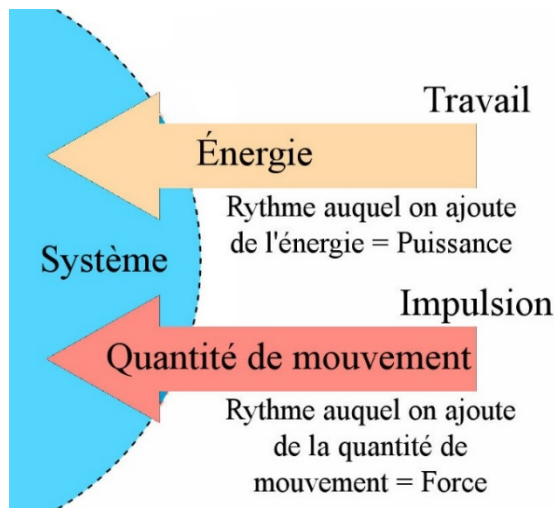 Travail
Énergie
Rythme auquel on ajoute
de l'énergie = Puissance
Système
Impulsion
Quantité de mouvement
Rythme auquel on ajoute
de la quantité de
mouvement = Force